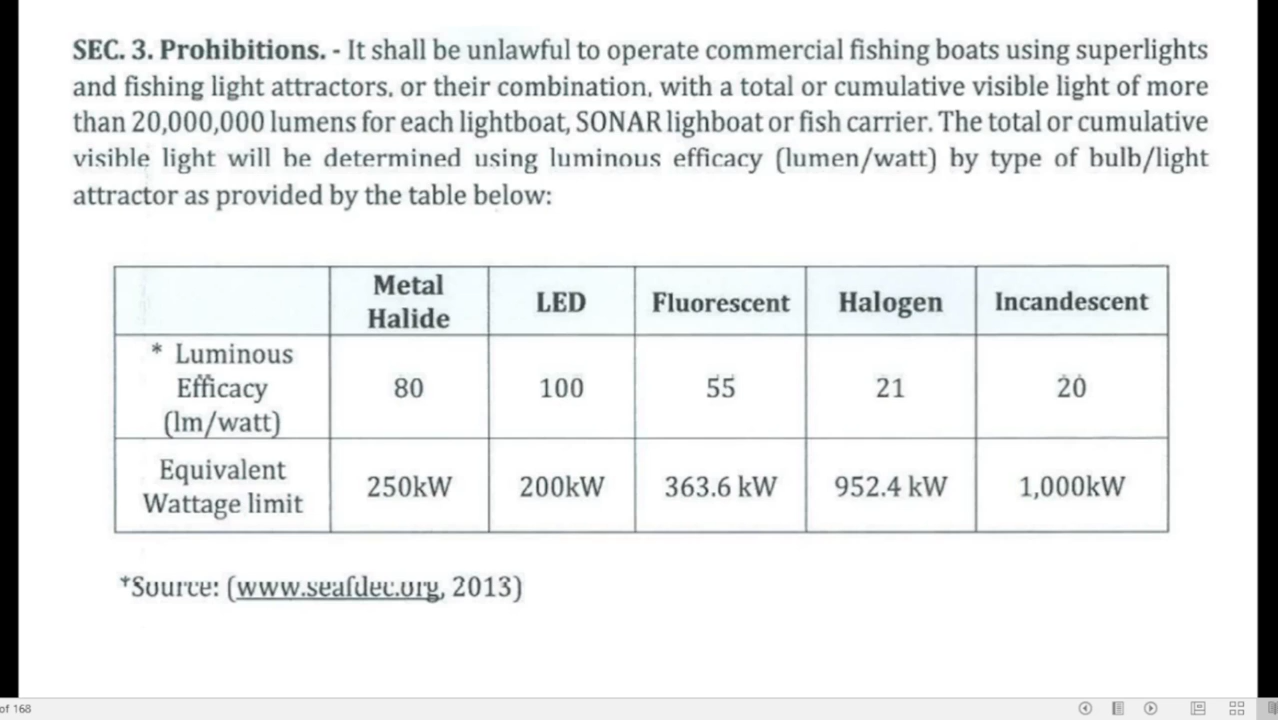 SEC. 3. Prohibitions. - It shall be unlawful to operate commercial fishing boats using superlights
and fishing light attractors, or their combination, with a total or cumulative visible light of more
than 20,000,000 lumens for each lightboat, SONAR lighboat or fish carrier. The total or cumulative
visible light will be determined using luminous efficacy (lumen/watt) by type of bulb/light
attractor as provided by the table below:
Metal
Halide
LED
Fluorescent
Halogen
Incandescent
* Luminous
Efficacy
(lm/watt)
80
100
55
21
20
Equivalent
Wattage limit
250kW
200kW
363.6 kW
952.4 kW
1,000kW
*Source: (www.seafdec.org, 2013)
of 168